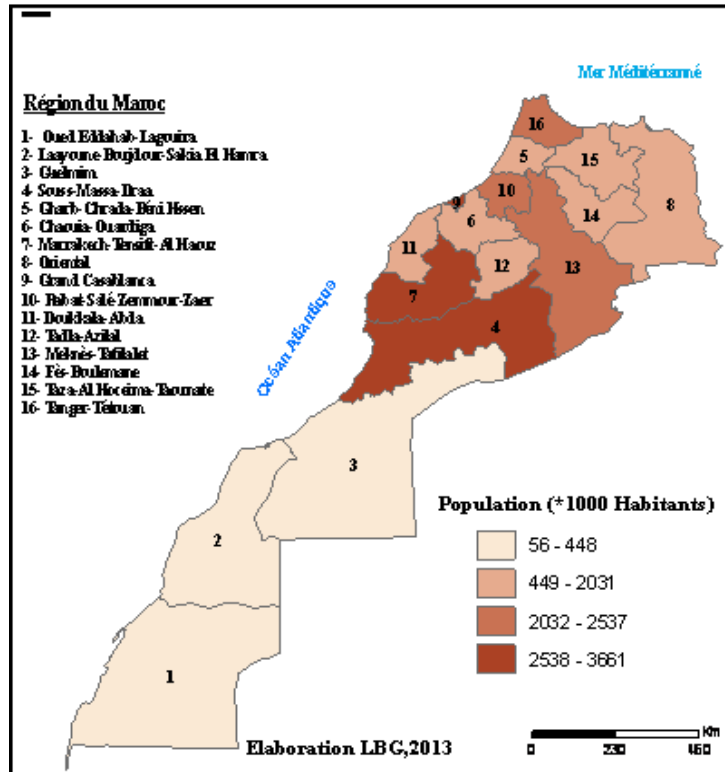 Mer Méditérranné
Région du Maroc
1- Oued Eddahab-Lagouira
2- Laayoune-Boujdour-Sakia El Hamra
3- Guelmim
4- Souss-Massa-Draa
5- Gharb-Chrada-Béni Hssen
6- Chaouia-Ouardiga
7- Marrakech-Tensift-Al Haouz
8- Oriental
9- Grand Casablanca
10- Rabat-Salé-Zemmour-Zaer
11- Doukkala-Abda
12- Tadla-Azilal
13- Meknès-Tafilalet
14- Fès-Boulemane
15- Taza-Al Hoceima-Taounate
16- Tanger-Tétouan
16
5
15
10
9
6
14
8
11
12
13
7
4
Océan Atlantique
3
2
1
Population (*1000 Habitants)
56 - 448
449 - 2031
2032 - 2537
2538 - 3661
Elaboration LBG,2013
Km
0 230 460